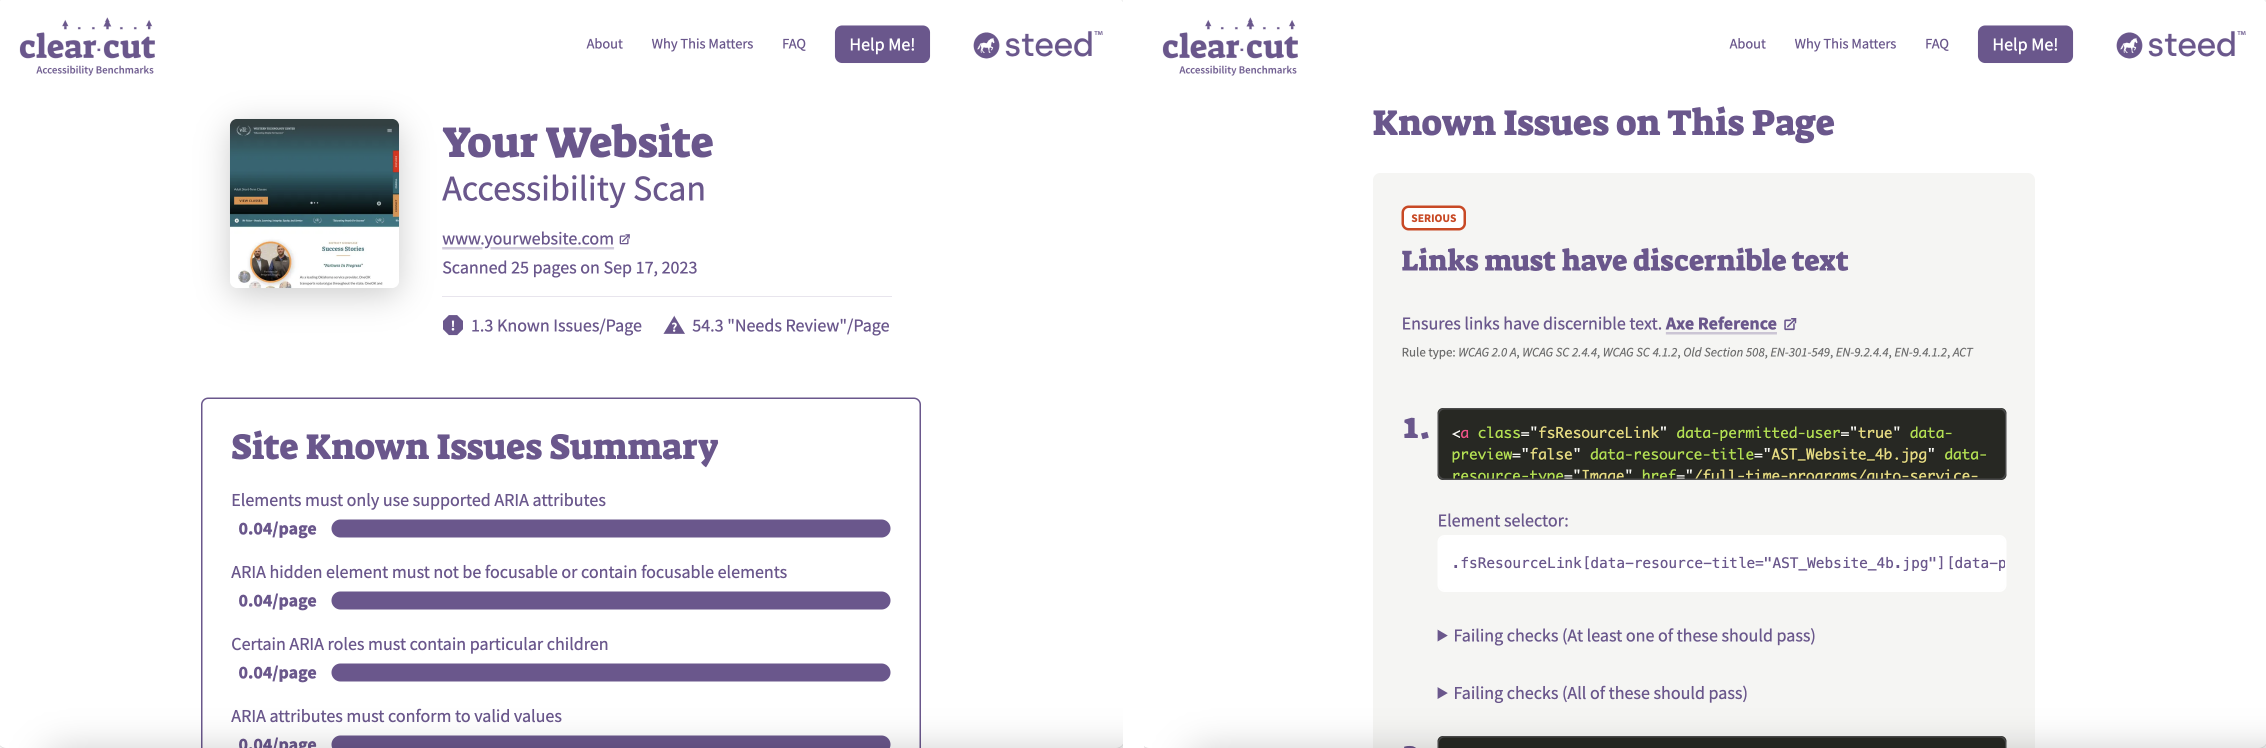 clear·cut
Accessibility Benchmarks
About
Why This Matters
FAQ
Help Me!
steed™
Success Stories
Your Website
Accessibility Scan
www.yourwebsite.com
Scanned 25 pages on Sep 17, 2023
1.3 Known Issues/Page
54.3 "Needs Review"/Page
Site Known Issues Summary
Elements must only use supported ARIA attributes
0.04/page
ARIA hidden element must not be focusable or contain focusable elements
0.04/page
Certain ARIA roles must contain particular children
0.04/page
ARIA attributes must conform to valid values
0.04/page
clear·cut
Accessibility Benchmarks
About
Why This Matters
FAQ
Help Me!
steed™
Known Issues on This Page
SERIOUS
Links must have discernible text
Ensures links have discernible text. Axe Reference
Rule type: WCAG 2.0 A, WCAG SC 2.4.4, WCAG SC 4.1.2, Old Section 508, EN-301-549, EN-9.2.4.4, EN-9.4.1.2, ACT
1.
<a class="fsResourceLink" data-permitted-user="true" data-
preview="false" data-resource-title="AST_Website_4b.jpg" data-
resource-type="Image" href="/full-time-programs/auto-service-
Element selector:
.fsResourceLink[data-resource-title="AST_Website_4b.jpg"][data-p
Failing checks (At least one of these should pass)
Failing checks (All of these should pass)